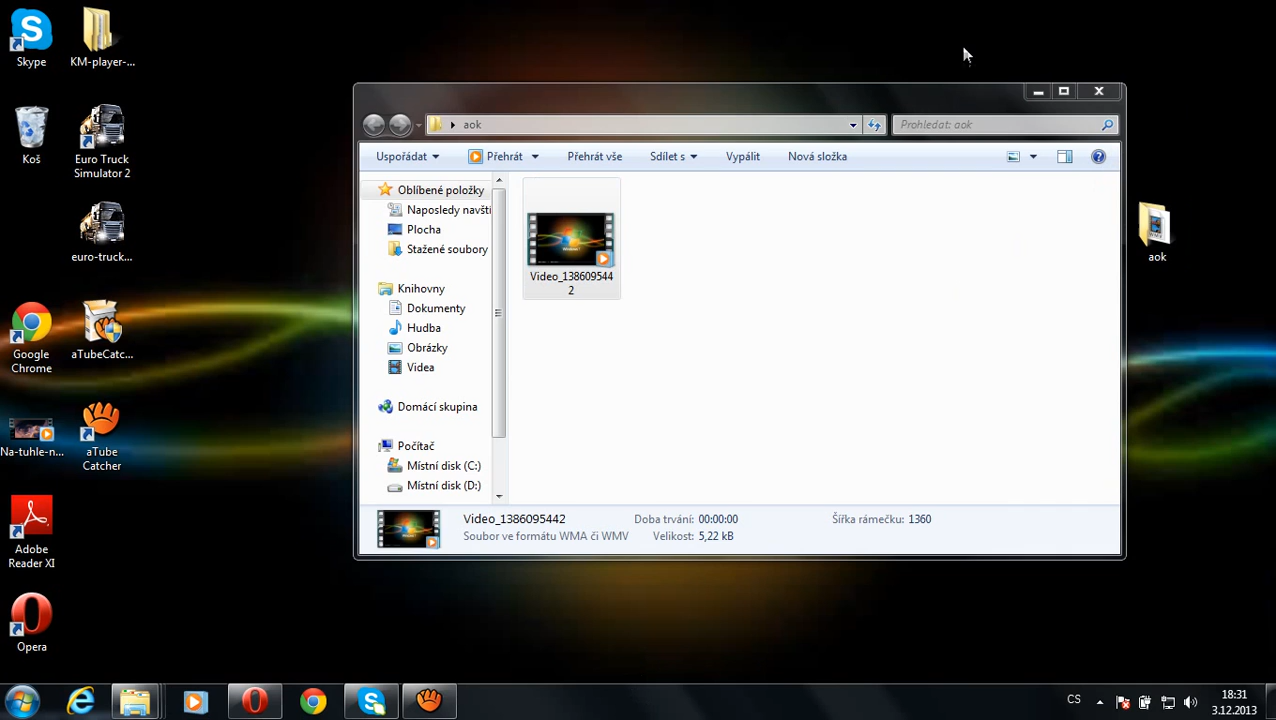 Skype
KM-player-...
Koš
Euro Truck
Simulator 2
euro-truck...
Google
Chrome
aTubeCatc...
Na-tuhle-n...
aTube
Catcher
Adobe
Reader XI
Opera
aok
Prohledat: aok
Uspořádat
Přehrát
Přehrát vše
Sdílet s
Vypálit
Nová složka
Oblíbené položky
Naposledy navšti
Plocha
Stažené soubory
Knihovny
Dokumenty
Hudba
Obrázky
Videa
Domácí skupina
Počítač
Místní disk (C:)
Místní disk (D:)
Video_138609544
2
Video_1386095442
Soubor ve formátu WMA či WMV
Doba trvání: 00:00:00
Velikost: 5,22 kB
Šířka rámečku: 1360
aok
CS
18:31
3.12.2013